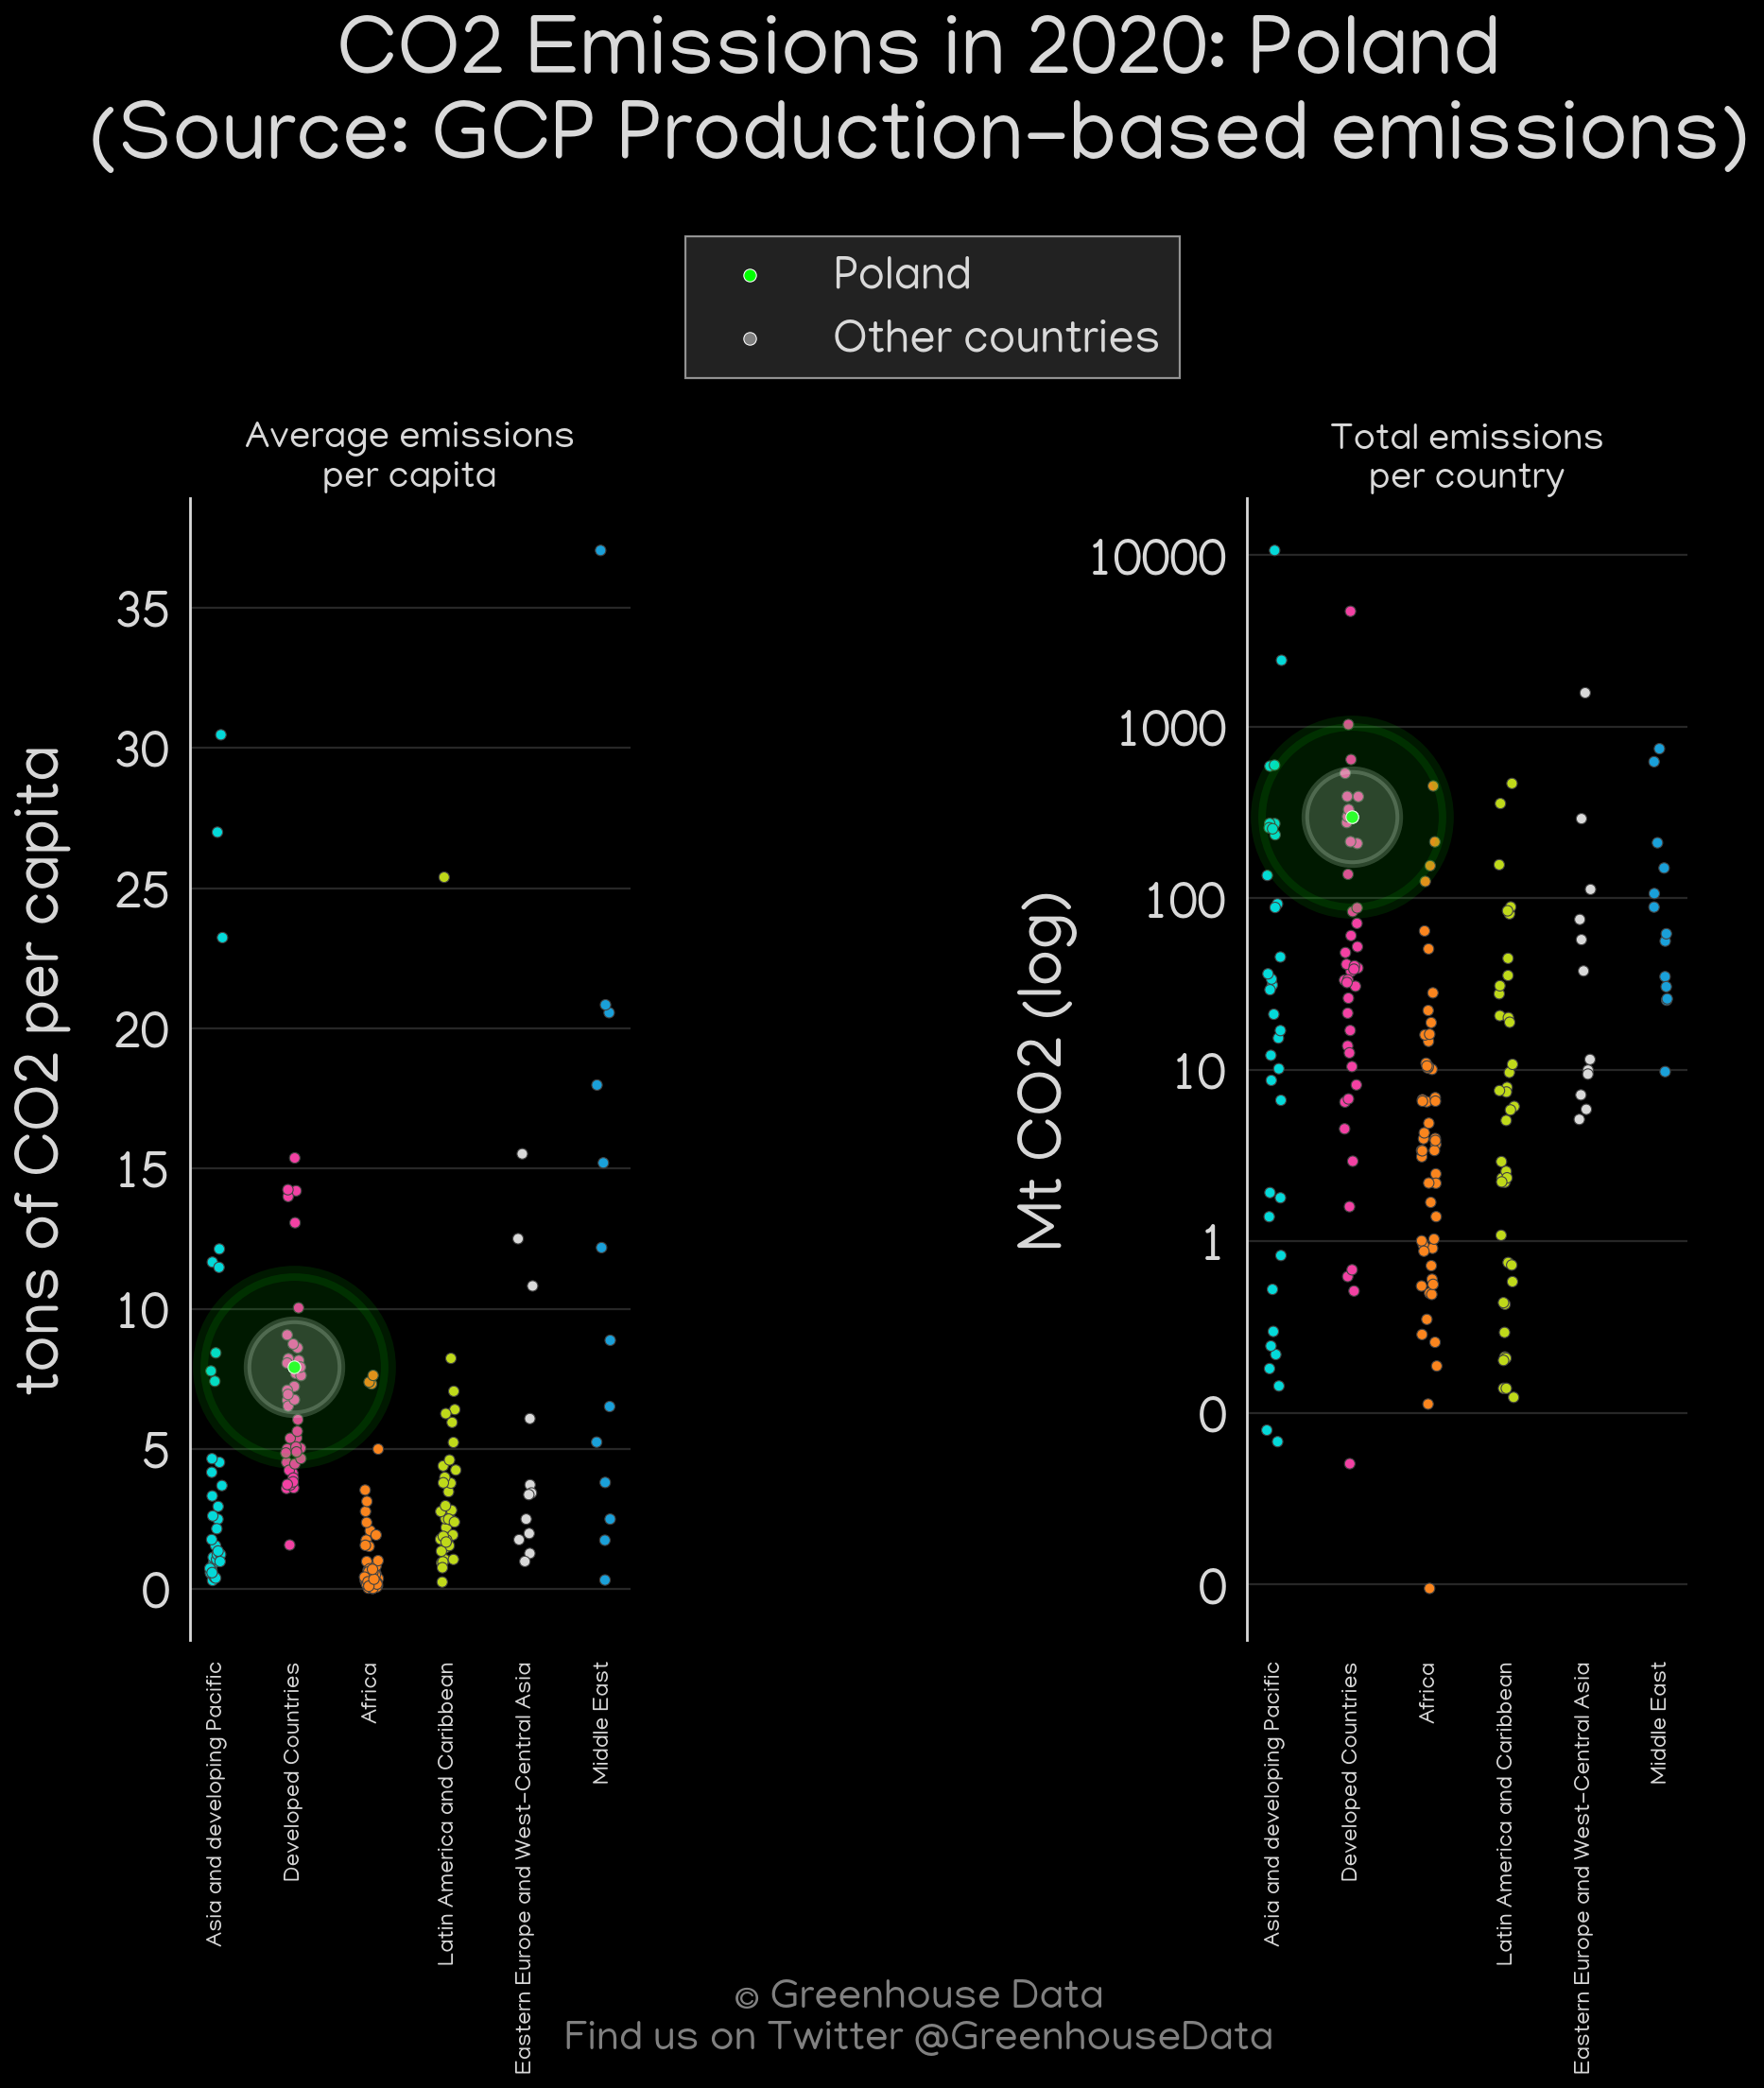 CO2 Emissions in 2020: Poland
(Source: GCP Production-based emissions)
Poland
Other countries
Average emissions
per capita
tons of CO2 per capita
35
30
25
20
15
10
5
0
Asia and developing Pacific
Developed Countries
Africa
Latin America and Caribbean
Eastern Europe and West-Central Asia
Middle East
Total emissions
per country
Mt CO2 (log)
10000
1000
100
10
1
0
0
Asia and developing Pacific
Developed Countries
Africa
Latin America and Caribbean
Eastern Europe and West-Central Asia
Middle East
© Greenhouse Data
Find us on Twitter @GreenhouseData